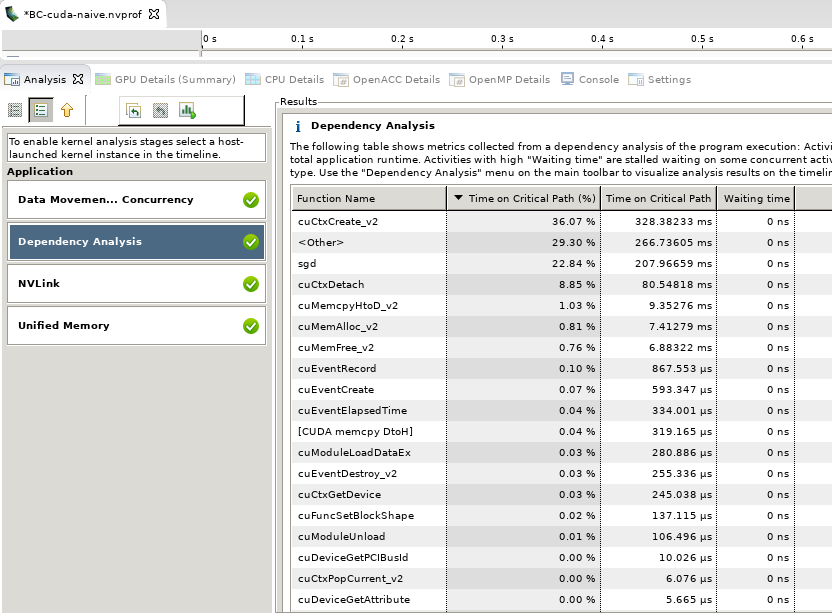 *BC-cuda-naive.nvprof
0 s 0.1 s 0.2 s 0.3 s 0.4 s 0.5 s 0.6 s
Analysis GPU Details (Summary) CPU Details OpenACC Details OpenMP Details Console Settings
To enable kernel analysis stages select a host-
launched kernel instance in the timeline.
Application
Data Movemen... Concurrency
Dependency Analysis
NVLink
Unified Memory
Results
Dependency Analysis
The following table shows metrics collected from a dependency analysis of the program execution: Activi
total application runtime. Activities with high "Waiting time" are stalled waiting on some concurrent activ
type. Use the "Dependency Analysis" menu on the main toolbar to visualize analysis results on the timelin
Function Name Time on Critical Path (%) Time on Critical Path Waiting time
cuCtxCreate_v2 36.07 % 328.38233 ms 0 ns
<Other> 29.30 % 266.73605 ms 0 ns
sgd 22.84 % 207.96659 ms 0 ns
cuCtxDetach 8.85 % 80.54818 ms 0 ns
cuMemcpyHtoD_v2 1.03 % 9.35276 ms 0 ns
cuMemAlloc_v2 0.81 % 7.41279 ms 0 ns
cuMemFree_v2 0.76 % 6.88322 ms 0 ns
cuEventRecord 0.10 % 867.553 µs 0 ns
cuEventCreate 0.07 % 593.347 µs 0 ns
cuEventElapsedTime 0.04 % 334.001 µs 0 ns
[CUDA memcpy DtoH] 0.04 % 319.165 µs 0 ns
cuModuleLoadDataEx 0.03 % 280.886 µs 0 ns
cuEventDestroy_v2 0.03 % 255.336 µs 0 ns
cuCtxGetDevice 0.03 % 245.038 µs 0 ns
cuFuncSetBlockShape 0.02 % 137.115 µs 0 ns
cuModuleUnload 0.01 % 106.496 µs 0 ns
cuDeviceGetPCIBusId 0.00 % 10.026 µs 0 ns
cuCtxPopCurrent_v2 0.00 % 6.076 µs 0 ns
cuDeviceGetAttribute 0.00 % 5.665 µs 0 ns